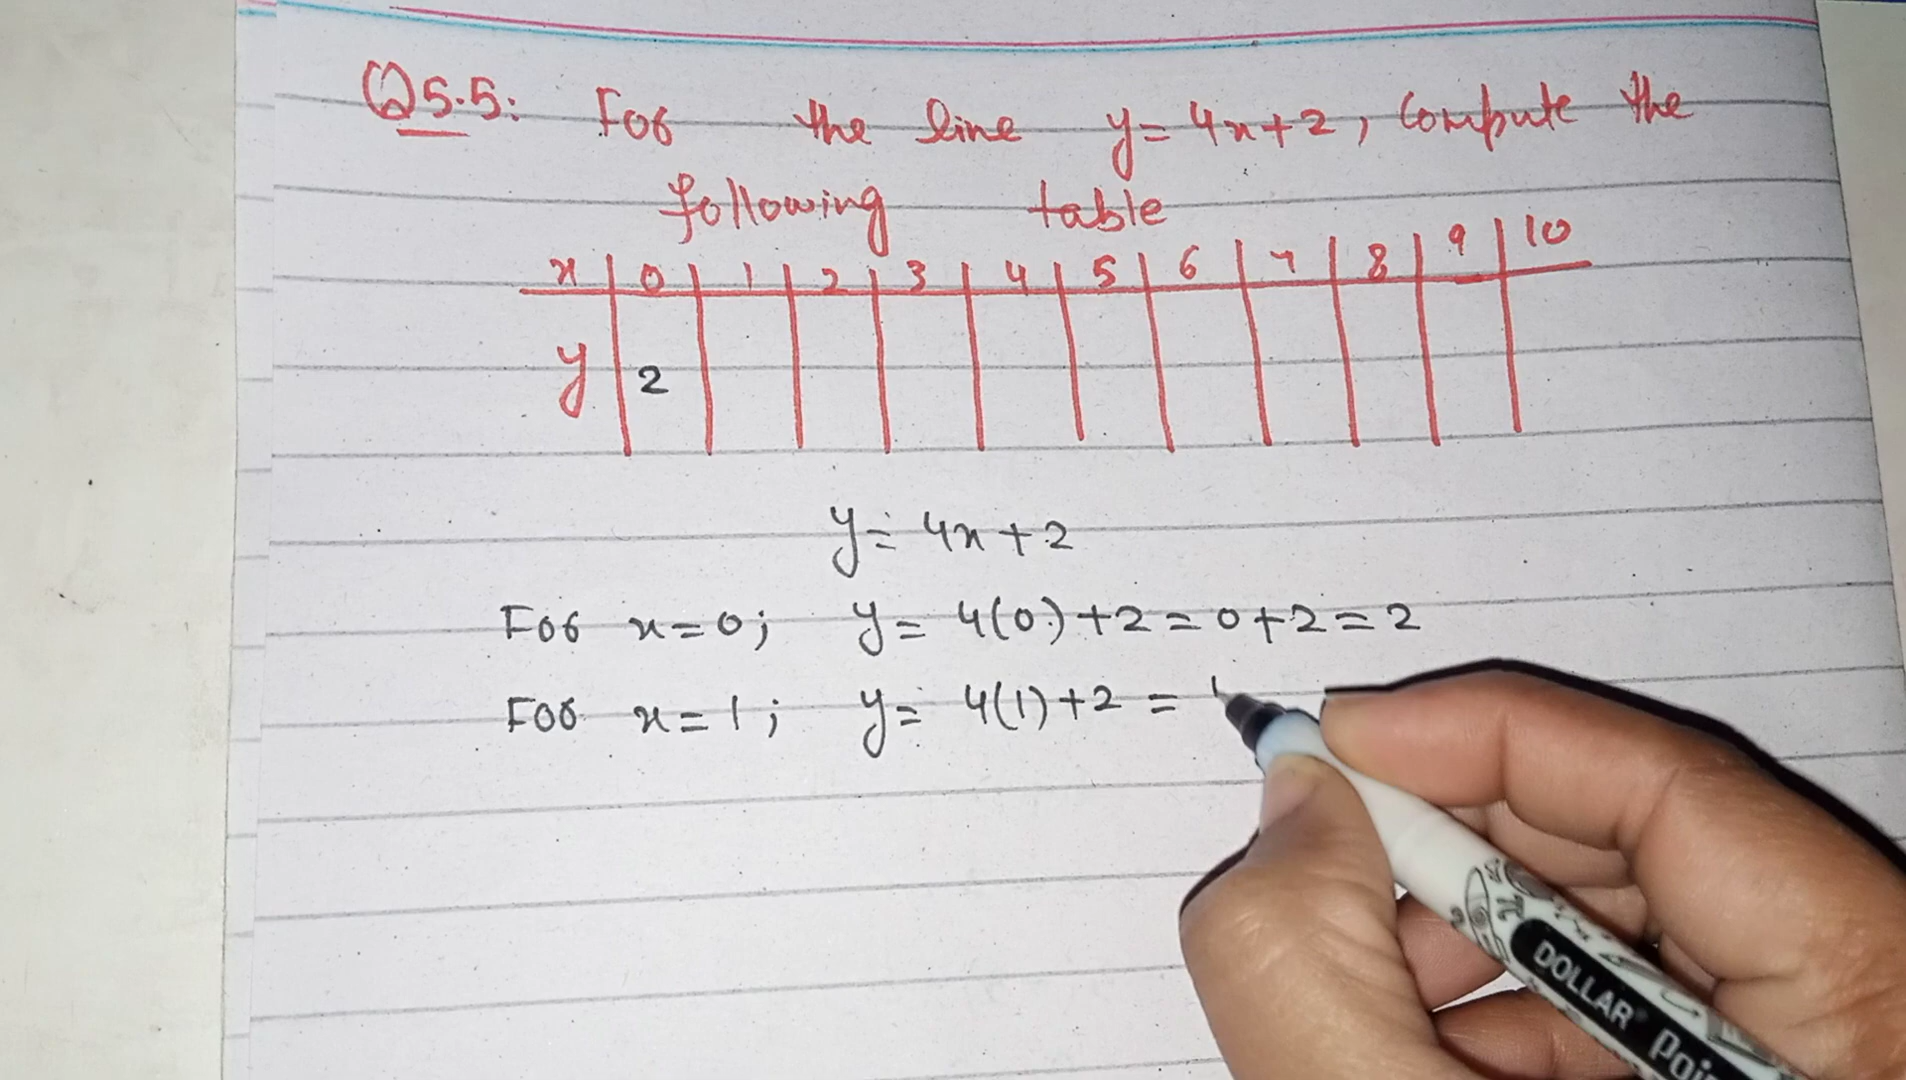 Q5.5: For the line y = 4x+2, compute the
following table
x 0 1 2 3 4 5 6 7 8 9 10
y 2
y = 4x+2
For x=0; y = 4(0)+2 = 0+2 = 2
For x=1; y = 4(1)+2 =
DOLLAR